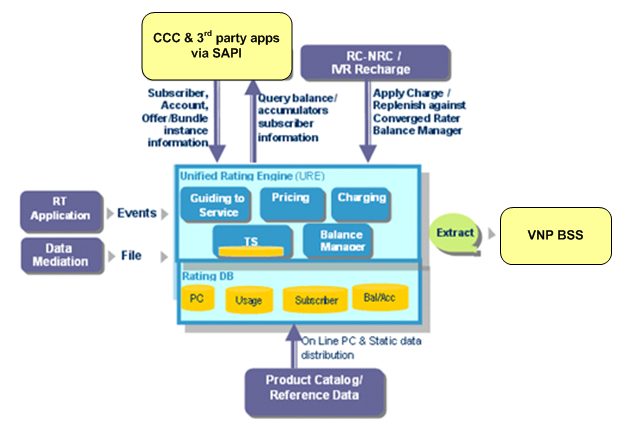 CCC & 3rd party apps
via SAPI
RC-NRC /
IVR Recharge
Subscriber,
Account,
Offer/Bundle
instance
information
Query balance/
accumulators
subscriber
information
Apply Charge /
Replenish against
Converged Rater
Balance Manager
Unified Rating Engine (URE)
Guiding to
Service
Pricing
Charging
TS
Balance
Manager
RT
Application
Events
Data
Mediation
File
Extract
VNP BSS
Rating DB
PC
Usage
Subscriber
Bal/Acc
On Line PC & Static data
distribution
Product Catalog/
Reference Data